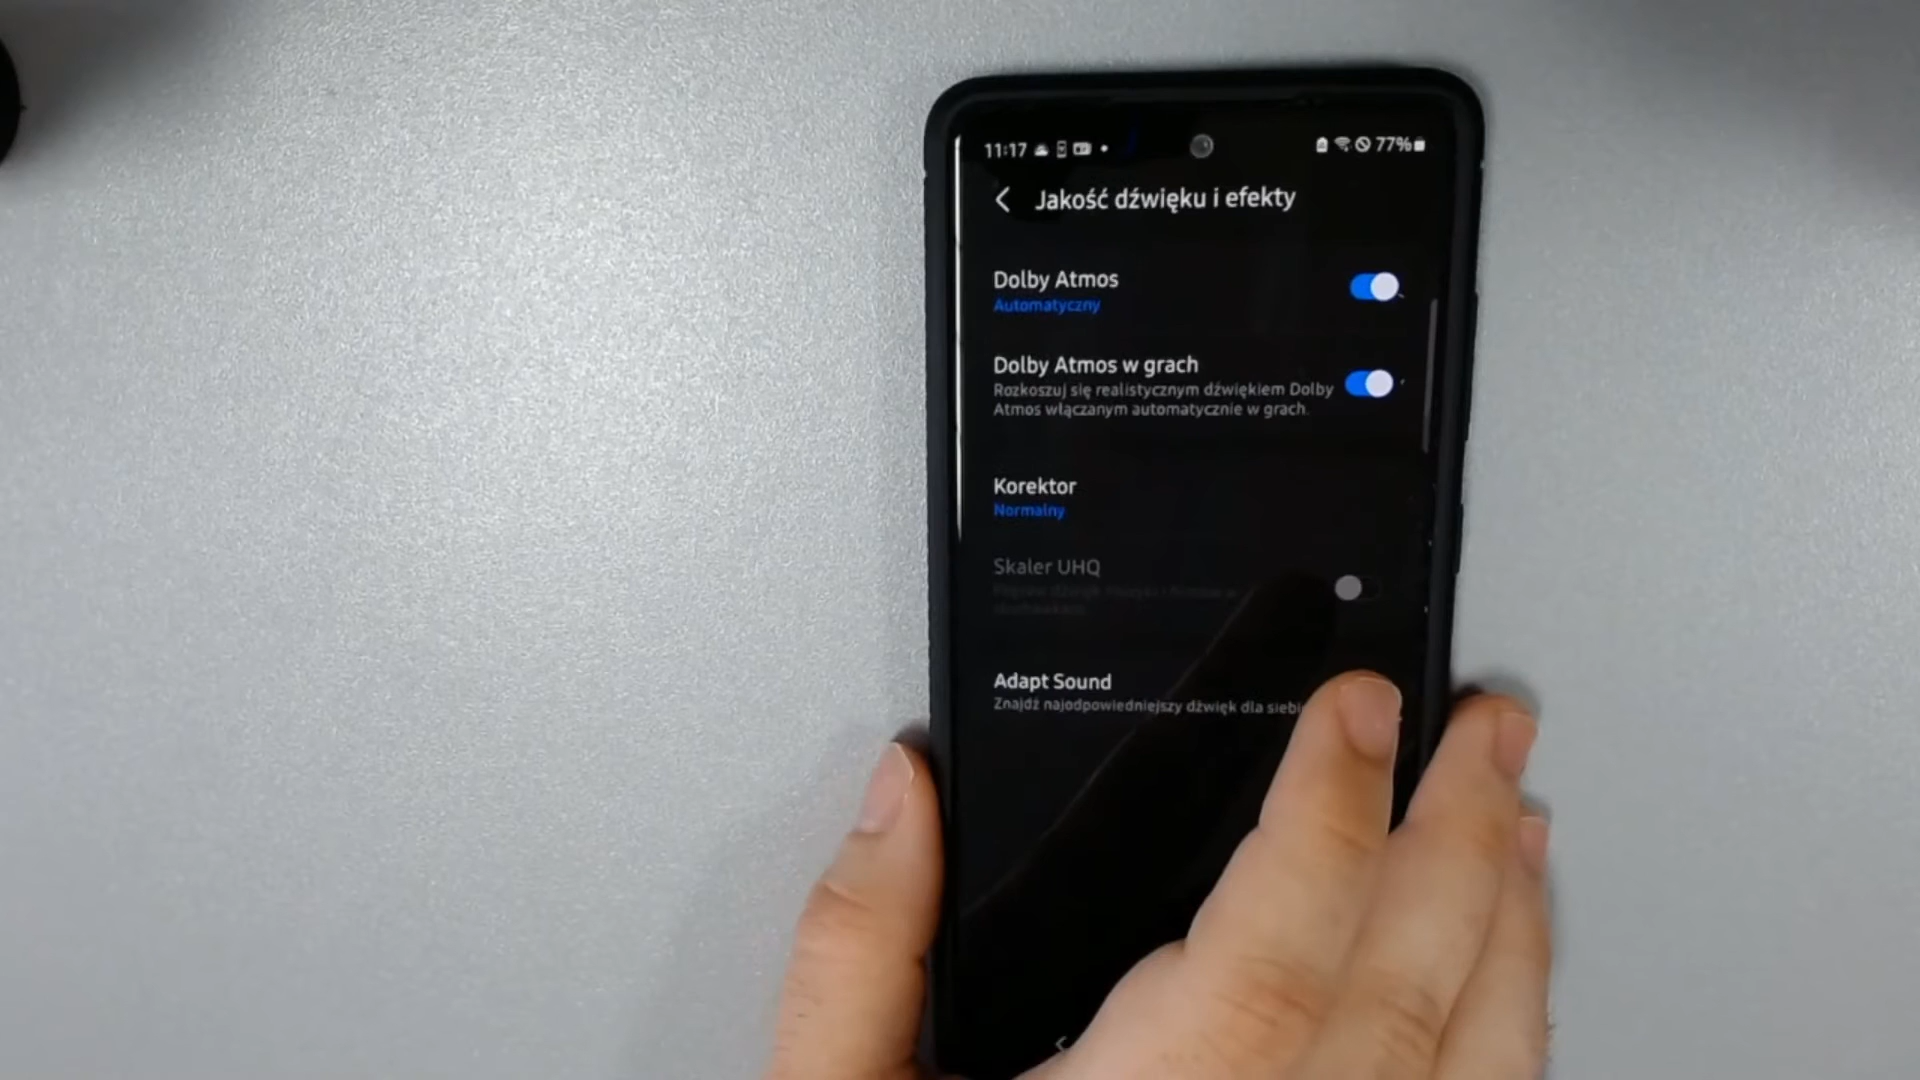 11:17
77%
Jakość dźwięku i efekty
Dolby Atmos
Automatyczny
Dolby Atmos w grach
Rozkoszuj się realistycznym dźwiękiem Dolby
Atmos włączanym automatycznie w grach.
Korektor
Normalny
Skaler UHQ
Adapt Sound
Znajdź najodpowiedniejszy dźwięk dla